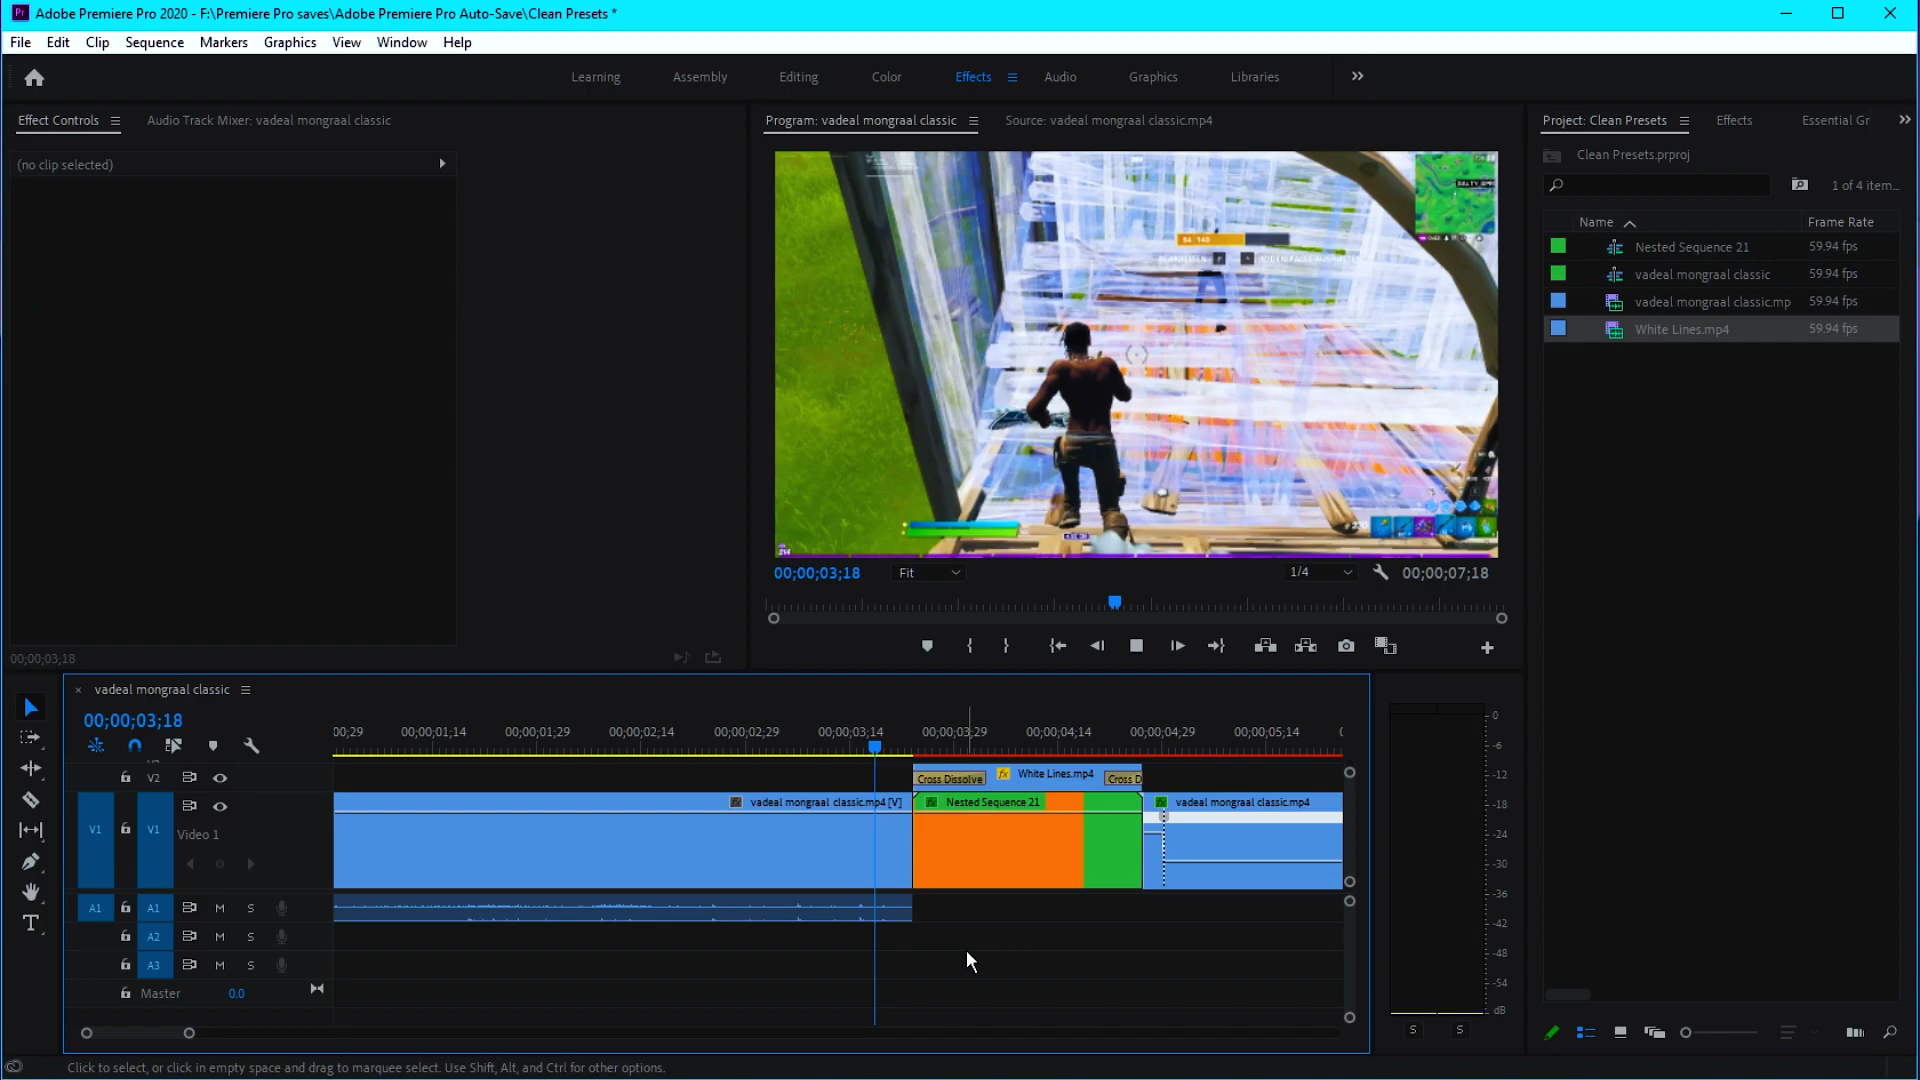 Adobe Premiere Pro 2020 - F:\Premiere Pro saves\Adobe Premiere Pro Auto-Save\Clean Presets *
File Edit Clip Sequence Markers Graphics View Window Help
Learning Assembly Editing Color Effects Audio Graphics Libraries
Effect Controls Audio Track Mixer: vadeal mongraal classic
(no clip selected)
00;00;03;18
Program: vadeal mongraal classic Source: vadeal mongraal classic.mp4
00;00;03;18 Fit 1/4 00;00;07;18
Project: Clean Presets Effects Essential Gr
Clean Presets.prproj
1 of 4 item...
Name Frame Rate
Nested Sequence 21 59.94 fps
vadeal mongraal classic 59.94 fps
vadeal mongraal classic.mp 59.94 fps
White Lines.mp4 59.94 fps
× vadeal mongraal classic
00;00;03;18
00;29 00;00;01;14 00;00;01;29 00;00;02;14 00;00;02;29 00;00;03;14 00;00;03;29 00;00;04;14 00;00;04;29 00;00;05;14
V2 Cross Dissolve fx White Lines.mp4 Cross D
fx vadeal mongraal classic.mp4 [V] fx Nested Sequence 21 fx vadeal mongraal classic.mp4
V1 V1 Video 1
A1 A1 M S
A2 M S
A3 M S
Master 0.0
0
-6
-12
-18
-24
-30
-36
-42
-48
-54
dB
S S
Click to select, or click in empty space and drag to marquee select. Use Shift, Alt, and Ctrl for other options.